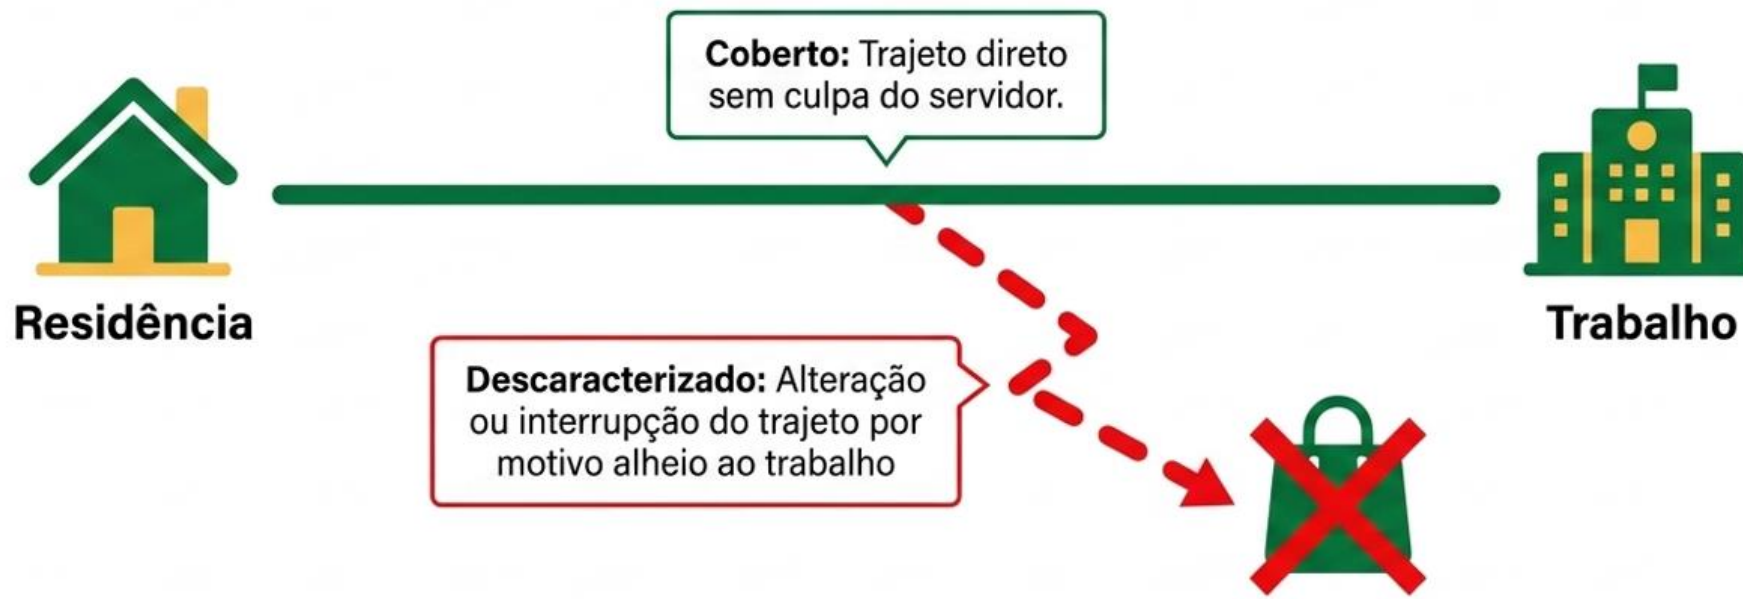 Coberto: Trajeto direto
sem culpa do servidor.
Residência
Trabalho
Descaracterizado: Alteração
ou interrupção do trajeto por
motivo alheio ao trabalho